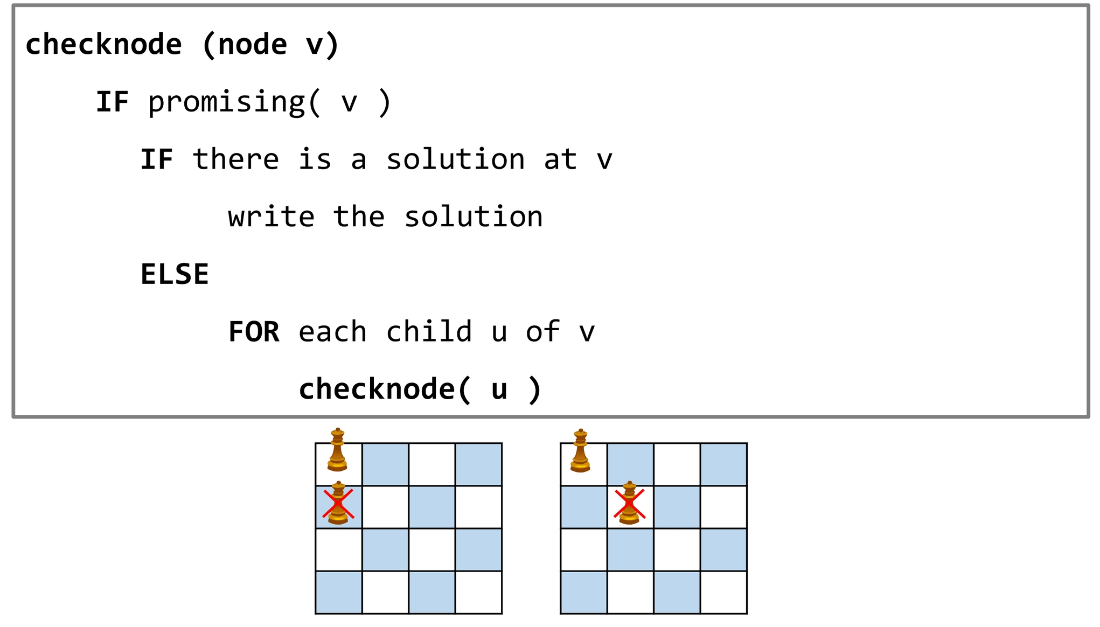 checknode (node v)
IF promising( v )
IF there is a solution at v
write the solution
ELSE
FOR each child u of v
checknode( u )